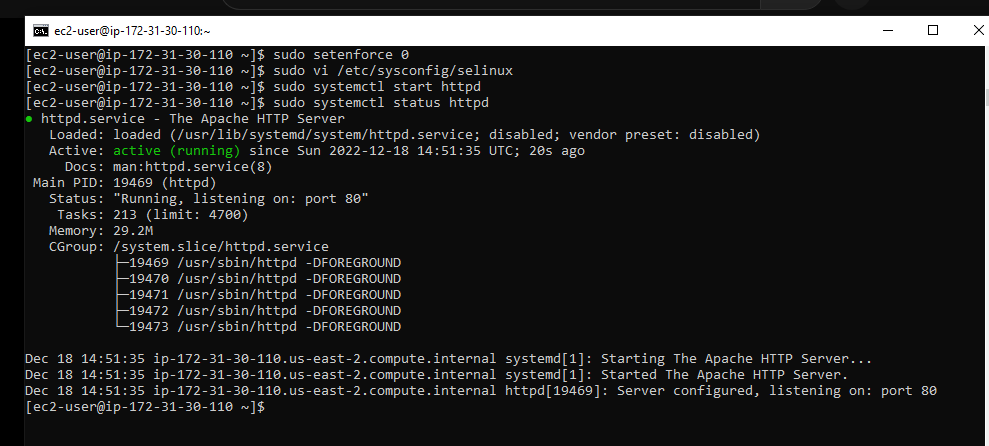 ec2-user@ip-172-31-30-110:~
[ec2-user@ip-172-31-30-110 ~]$ sudo setenforce 0
[ec2-user@ip-172-31-30-110 ~]$ sudo vi /etc/sysconfig/selinux
[ec2-user@ip-172-31-30-110 ~]$ sudo systemctl start httpd
[ec2-user@ip-172-31-30-110 ~]$ sudo systemctl status httpd
● httpd.service - The Apache HTTP Server
   Loaded: loaded (/usr/lib/systemd/system/httpd.service; disabled; vendor preset: disabled)
   Active: active (running) since Sun 2022-12-18 14:51:35 UTC; 20s ago
     Docs: man:httpd.service(8)
 Main PID: 19469 (httpd)
   Status: "Running, listening on: port 80"
    Tasks: 213 (limit: 4700)
   Memory: 29.2M
   CGroup: /system.slice/httpd.service
           ├─19469 /usr/sbin/httpd -DFOREGROUND
           ├─19470 /usr/sbin/httpd -DFOREGROUND
           ├─19471 /usr/sbin/httpd -DFOREGROUND
           ├─19472 /usr/sbin/httpd -DFOREGROUND
           └─19473 /usr/sbin/httpd -DFOREGROUND
Dec 18 14:51:35 ip-172-31-30-110.us-east-2.compute.internal systemd[1]: Starting The Apache HTTP Server...
Dec 18 14:51:35 ip-172-31-30-110.us-east-2.compute.internal systemd[1]: Started The Apache HTTP Server.
Dec 18 14:51:35 ip-172-31-30-110.us-east-2.compute.internal httpd[19469]: Server configured, listening on: port 80
[ec2-user@ip-172-31-30-110 ~]$